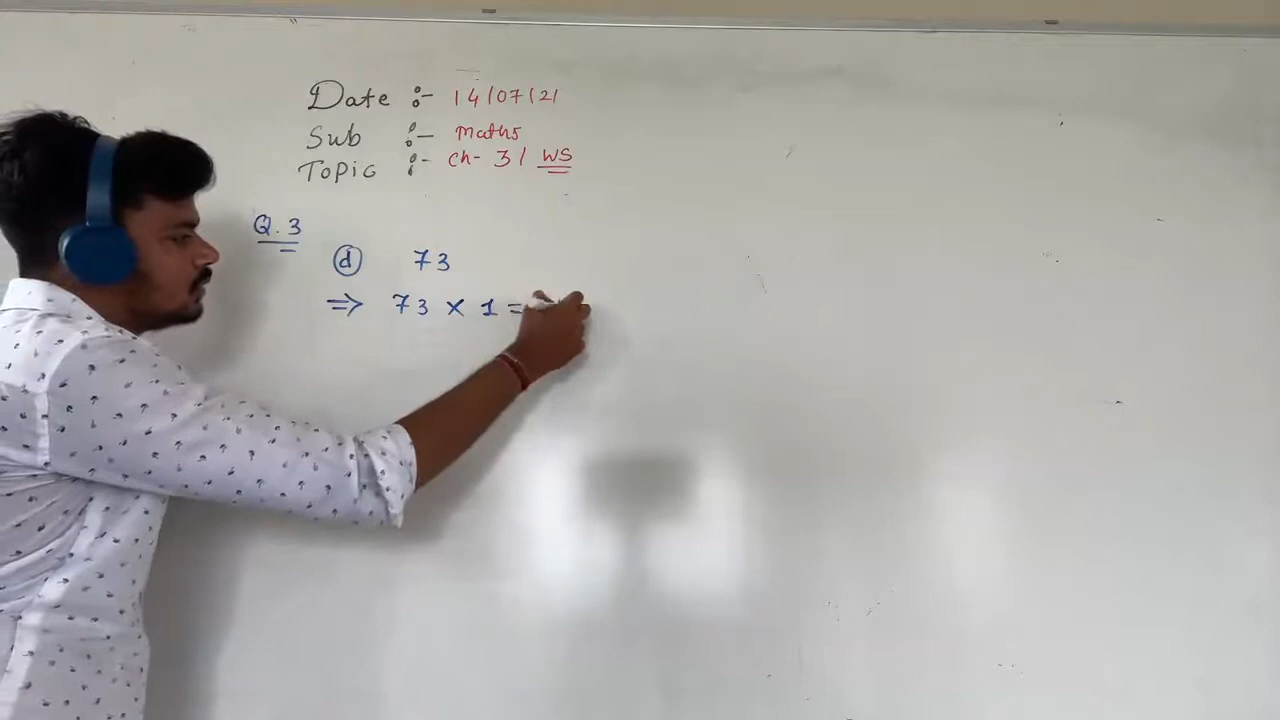 Date :- 14/07/21
Sub :- Maths
Topic :- Ch- 3/ WS
Q.3
(d) 73
⇒ 73 × 1 =